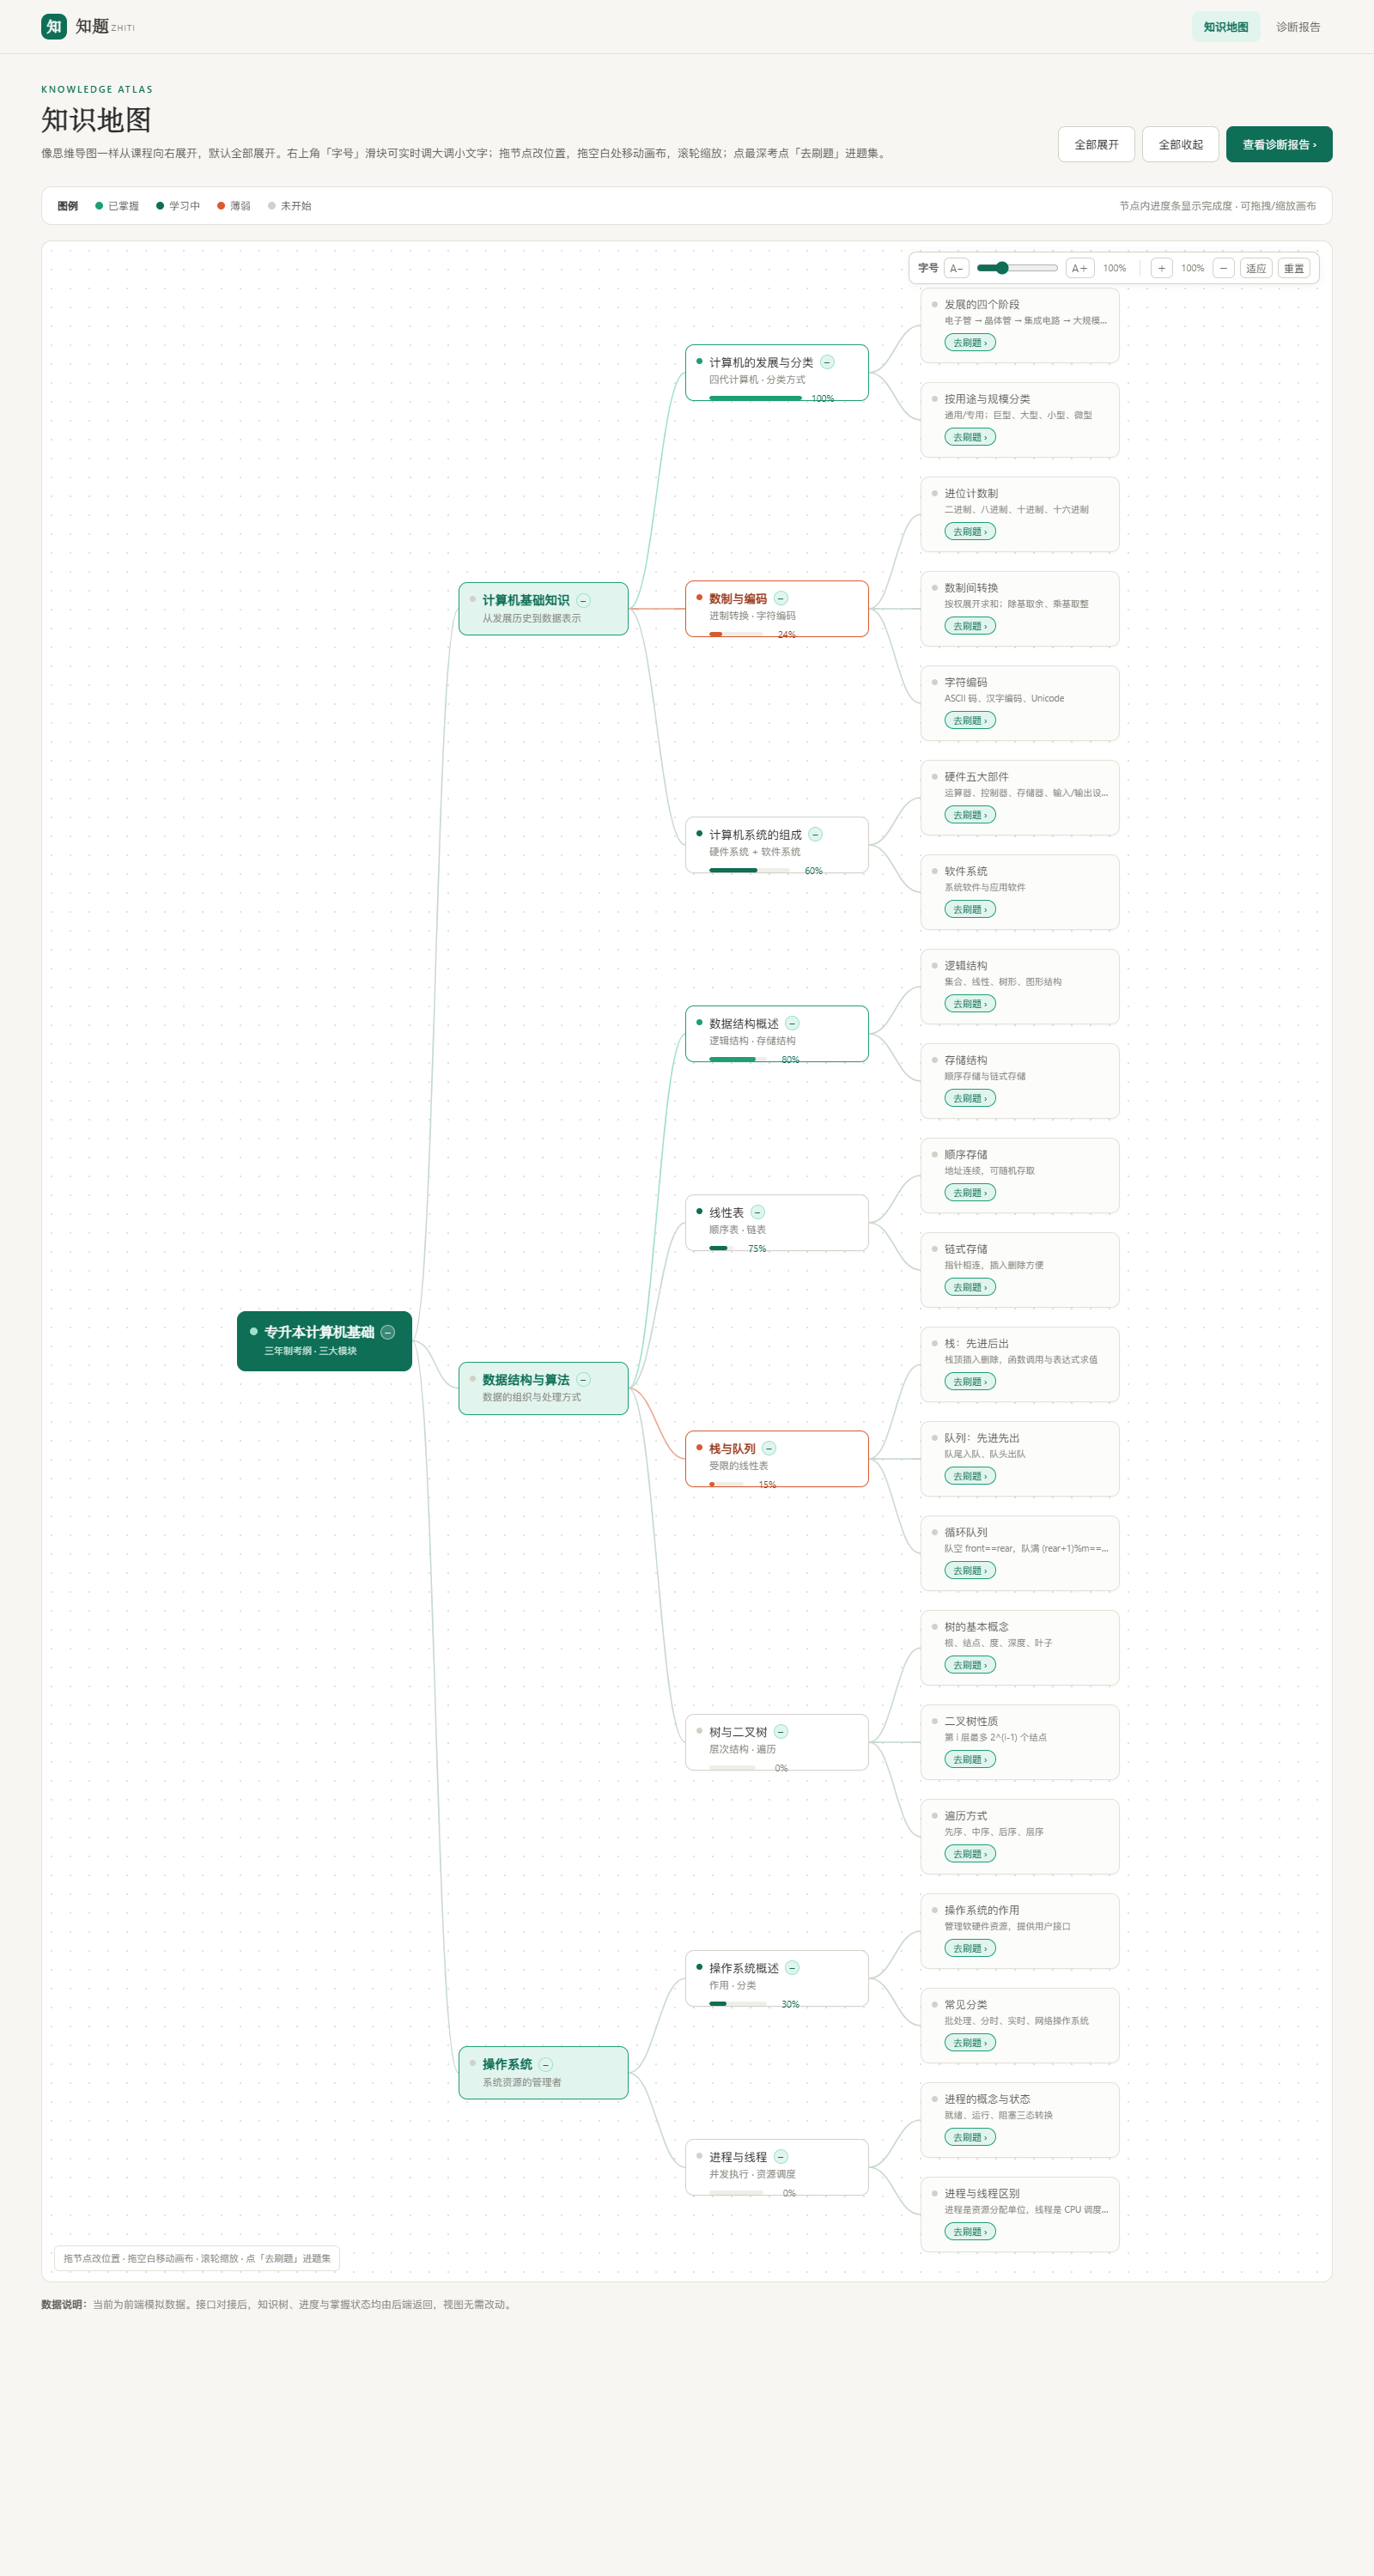 知 知题 ZHITI
知识地图
诊断报告
KNOWLEDGE ATLAS
知识地图
像思维导图一样从课程向右展开，默认全部展开。右上角「字号」滑块可实时调大调小文字；拖节点改位置，拖空白处移动画布，滚轮缩放；点最深考点「去刷题」进题集。
全部展开
全部收起
查看诊断报告 ›
图例 已掌握 学习中 薄弱 未开始
节点内进度条显示完成度 · 可拖拽/缩放画布
字号 A− A+ 100% + 100% − 适应 重置
专升本计算机基础 −
三年制考纲 · 三大模块
计算机基础知识 −
从发展历史到数据表示
计算机的发展与分类 −
四代计算机 · 分类方式
100%
发展的四个阶段
电子管 → 晶体管 → 集成电路 → 大规模...
去刷题 ›
按用途与规模分类
通用/专用；巨型、大型、小型、微型
去刷题 ›
数制与编码 −
进制转换 · 字符编码
24%
进位计数制
二进制、八进制、十进制、十六进制
去刷题 ›
数制间转换
按权展开求和；除基取余、乘基取整
去刷题 ›
字符编码
ASCII 码、汉字编码、Unicode
去刷题 ›
计算机系统的组成 −
硬件系统 + 软件系统
60%
硬件五大部件
运算器、控制器、存储器、输入/输出设...
去刷题 ›
软件系统
系统软件与应用软件
去刷题 ›
数据结构与算法 −
数据的组织与处理方式
数据结构概述 −
逻辑结构 · 存储结构
80%
逻辑结构
集合、线性、树形、图形结构
去刷题 ›
存储结构
顺序存储与链式存储
去刷题 ›
线性表 −
顺序表 · 链表
75%
顺序存储
地址连续，可随机存取
去刷题 ›
链式存储
指针相连，插入删除方便
去刷题 ›
栈与队列 −
受限的线性表
15%
栈：先进后出
栈顶插入删除，函数调用与表达式求值
去刷题 ›
队列：先进先出
队尾入队、队头出队
去刷题 ›
循环队列
队空 front==rear，队满 (rear+1)%m==...
去刷题 ›
树与二叉树 −
层次结构 · 遍历
0%
树的基本概念
根、结点、度、深度、叶子
去刷题 ›
二叉树性质
第 i 层最多 2^(i-1) 个结点
去刷题 ›
遍历方式
先序、中序、后序、层序
去刷题 ›
操作系统 −
系统资源的管理者
操作系统概述 −
作用 · 分类
30%
操作系统的作用
管理软硬件资源，提供用户接口
去刷题 ›
常见分类
批处理、分时、实时、网络操作系统
去刷题 ›
进程与线程 −
并发执行 · 资源调度
0%
进程的概念与状态
就绪、运行、阻塞三态转换
去刷题 ›
进程与线程区别
进程是资源分配单位，线程是 CPU 调度...
去刷题 ›
拖节点改位置 · 拖空白移动画布 · 滚轮缩放 · 点「去刷题」进题集
数据说明：当前为前端模拟数据。接口对接后，知识树、进度与掌握状态均由后端返回，视图无需改动。